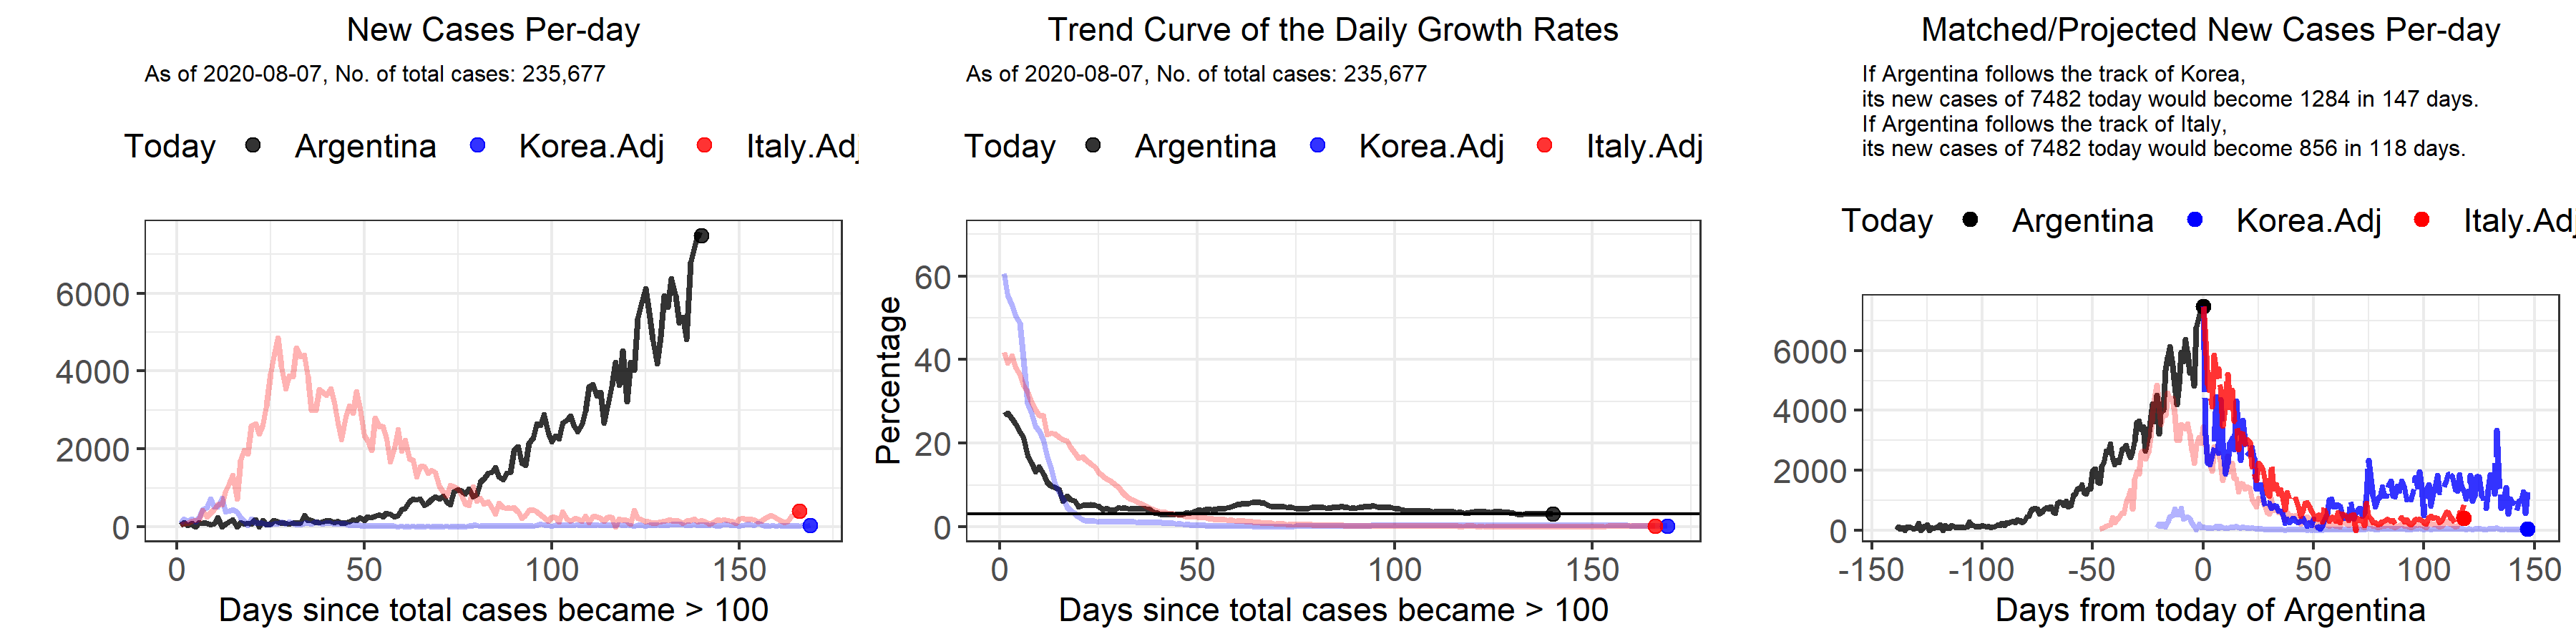 New Cases Per-day
As of 2020-08-07, No. of total cases: 235,677
Today Argentina Korea.Adj Italy.Adj
6000
4000
2000
0
0 50 100 150
Days since total cases became > 100
Trend Curve of the Daily Growth Rates
As of 2020-08-07, No. of total cases: 235,677
Today Argentina Korea.Adj Italy.Adj
Percentage
60
40
20
0
0 50 100 150
Days since total cases became > 100
Matched/Projected New Cases Per-day
If Argentina follows the track of Korea,
its new cases of 7482 today would become 1284 in 147 days.
If Argentina follows the track of Italy,
its new cases of 7482 today would become 856 in 118 days.
Today Argentina Korea.Adj Italy.Adj
6000
4000
2000
0
-150 -100 -50 0 50 100 150
Days from today of Argentina